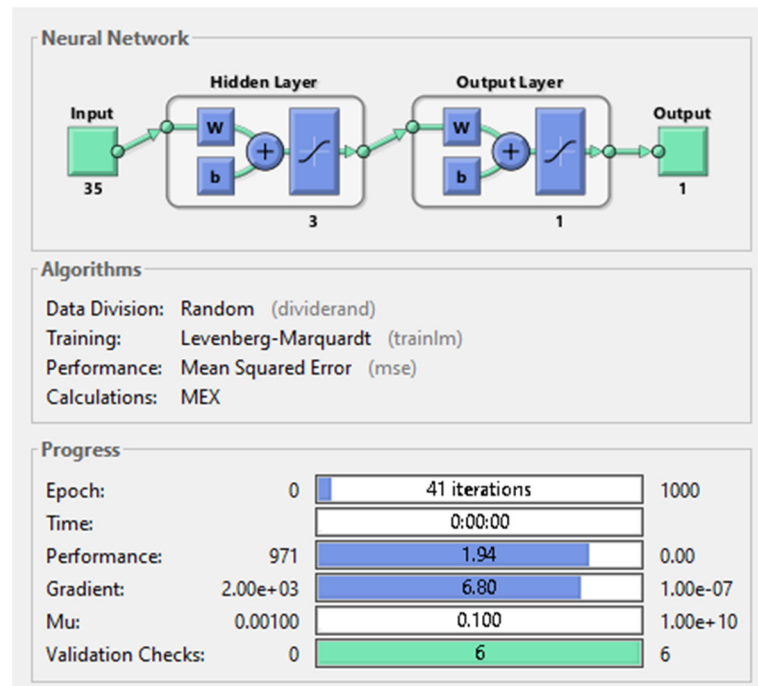 Neural Network
Hidden Layer Output Layer
Input Output
W W
b b
35 3 1 1
Algorithms
Data Division: Random (dividerand)
Training: Levenberg-Marquardt (trainlm)
Performance: Mean Squared Error (mse)
Calculations: MEX
Progress
Epoch: 0 41 iterations 1000
Time: 0:00:00
Performance: 971 1.94 0.00
Gradient: 2.00e+03 6.80 1.00e-07
Mu: 0.00100 0.100 1.00e+10
Validation Checks: 0 6 6